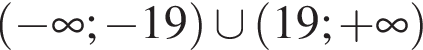 (−∞; −19) ∪ (19; +∞)